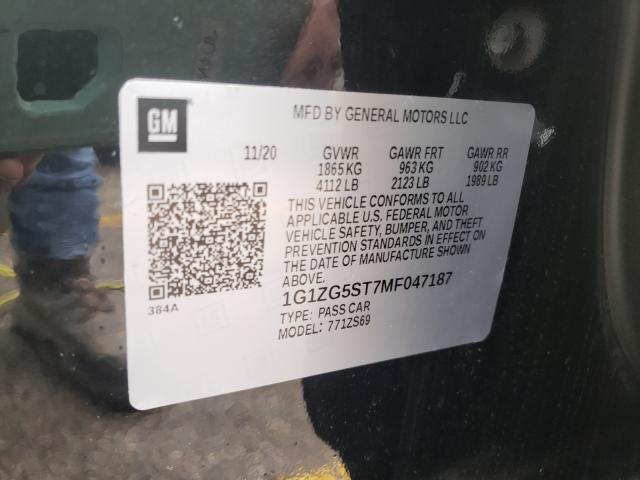 GM
MFD BY GENERAL MOTORS LLC
11/20 GVWR GAWR FRT GAWR RR
1865 KG 963 KG 902 KG
4112 LB 2123 LB 1989 LB
THIS VEHICLE CONFORMS TO ALL
APPLICABLE U.S. FEDERAL MOTOR
VEHICLE SAFETY, BUMPER, AND THEFT
PREVENTION STANDARDS IN EFFECT ON
THE DATE OF MANUFACTURE SHOWN
ABOVE.
1G1ZG5ST7MF047187
384A
TYPE: PASS CAR
MODEL: 771ZS69